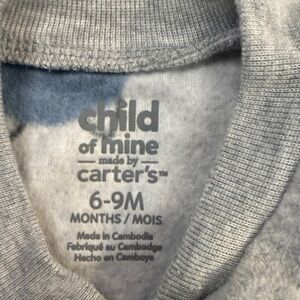 child
of mine
made by
carter's™
6-9M
MONTHS / MOIS
Made in Cambodia
Fabriqué au Cambodge
Hecho en Camboya